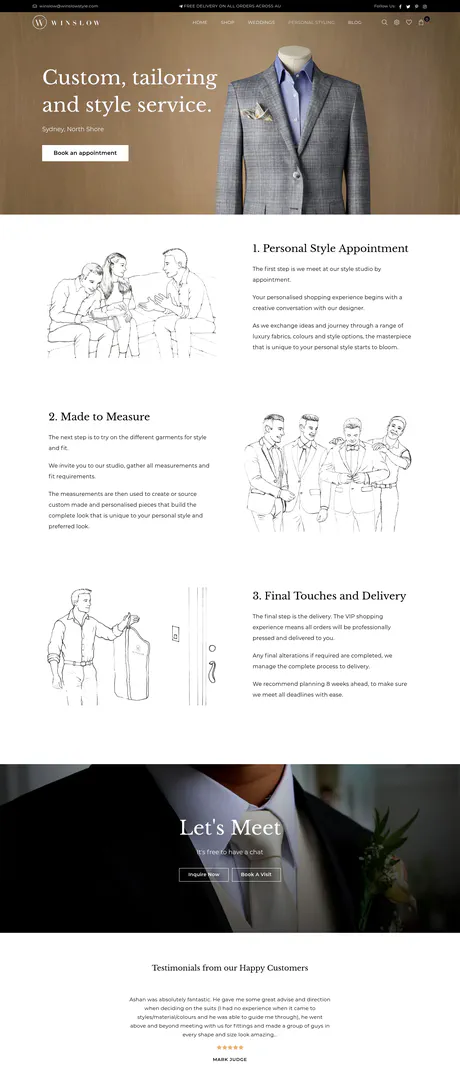 winslow@winslowstyle.com
FREE DELIVERY ON ALL ORDERS ACROSS AU
Follow Us:
W WINSLOW
HOME SHOP WEDDINGS PERSONAL STYLING BLOG
0
Custom, tailoring
and style service.
Sydney, North Shore
Book an appointment
1. Personal Style Appointment
The first step is we meet at our style studio by
appointment.
Your personalised shopping experience begins with a
creative conversation with our designer.
As we exchange ideas and journey through a range of
luxury fabrics, colours and style options, the masterpiece
that is unique to your personal style starts to bloom.
2. Made to Measure
The next step is to try on the different garments for style
and fit.
We invite you to our studio, gather all measurements and
fit requirements.
The measurements are then used to create or source
custom made and personalised pieces that build the
complete look that is unique to your personal style and
preferred look.
3. Final Touches and Delivery
The final step is the delivery. The VIP shopping
experience means all orders will be professionally
pressed and delivered to you.
Any final alterations if required are completed, we
manage the complete process to delivery.
We recommend planning 8 weeks ahead, to make sure
we meet all deadlines with ease.
Let's Meet
It's free to have a chat
Inquire Now
Book A Visit
Testimonials from our Happy Customers
Ashan was absolutely fantastic. He gave me some great advise and direction
when deciding on the suits (I had no experience when it came to
styles/material/colours and he was able to guide me through), he went
above and beyond meeting with us for fittings and made a group of guys in
every shape and size look amazing...
MARK JUDGE